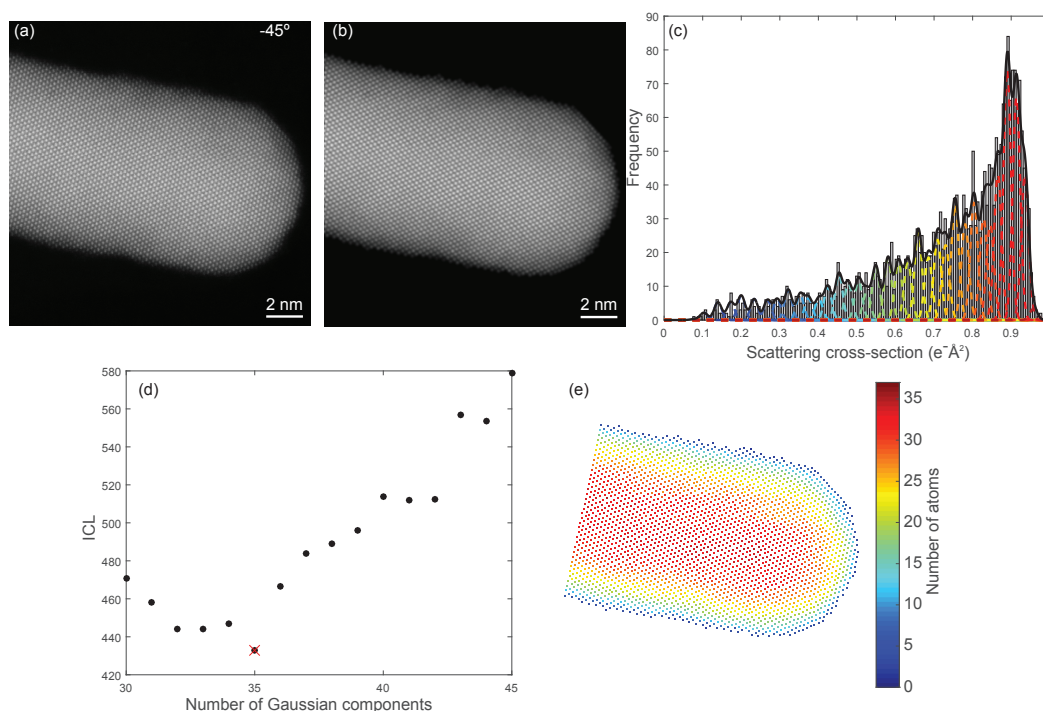 (a)
-45º
2 nm
(b)
2 nm
(c)
Frequency
90
80
70
60
50
40
30
20
10
0
0 0.1 0.2 0.3 0.4 0.5 0.6 0.7 0.8 0.9
Scattering cross-section (e⁻Å²)
(d)
ICL
580
560
540
520
500
480
460
440
420
30 35 40 45
Number of Gaussian components
(e)
35
30
25
20
15
10
5
0
Number of atoms